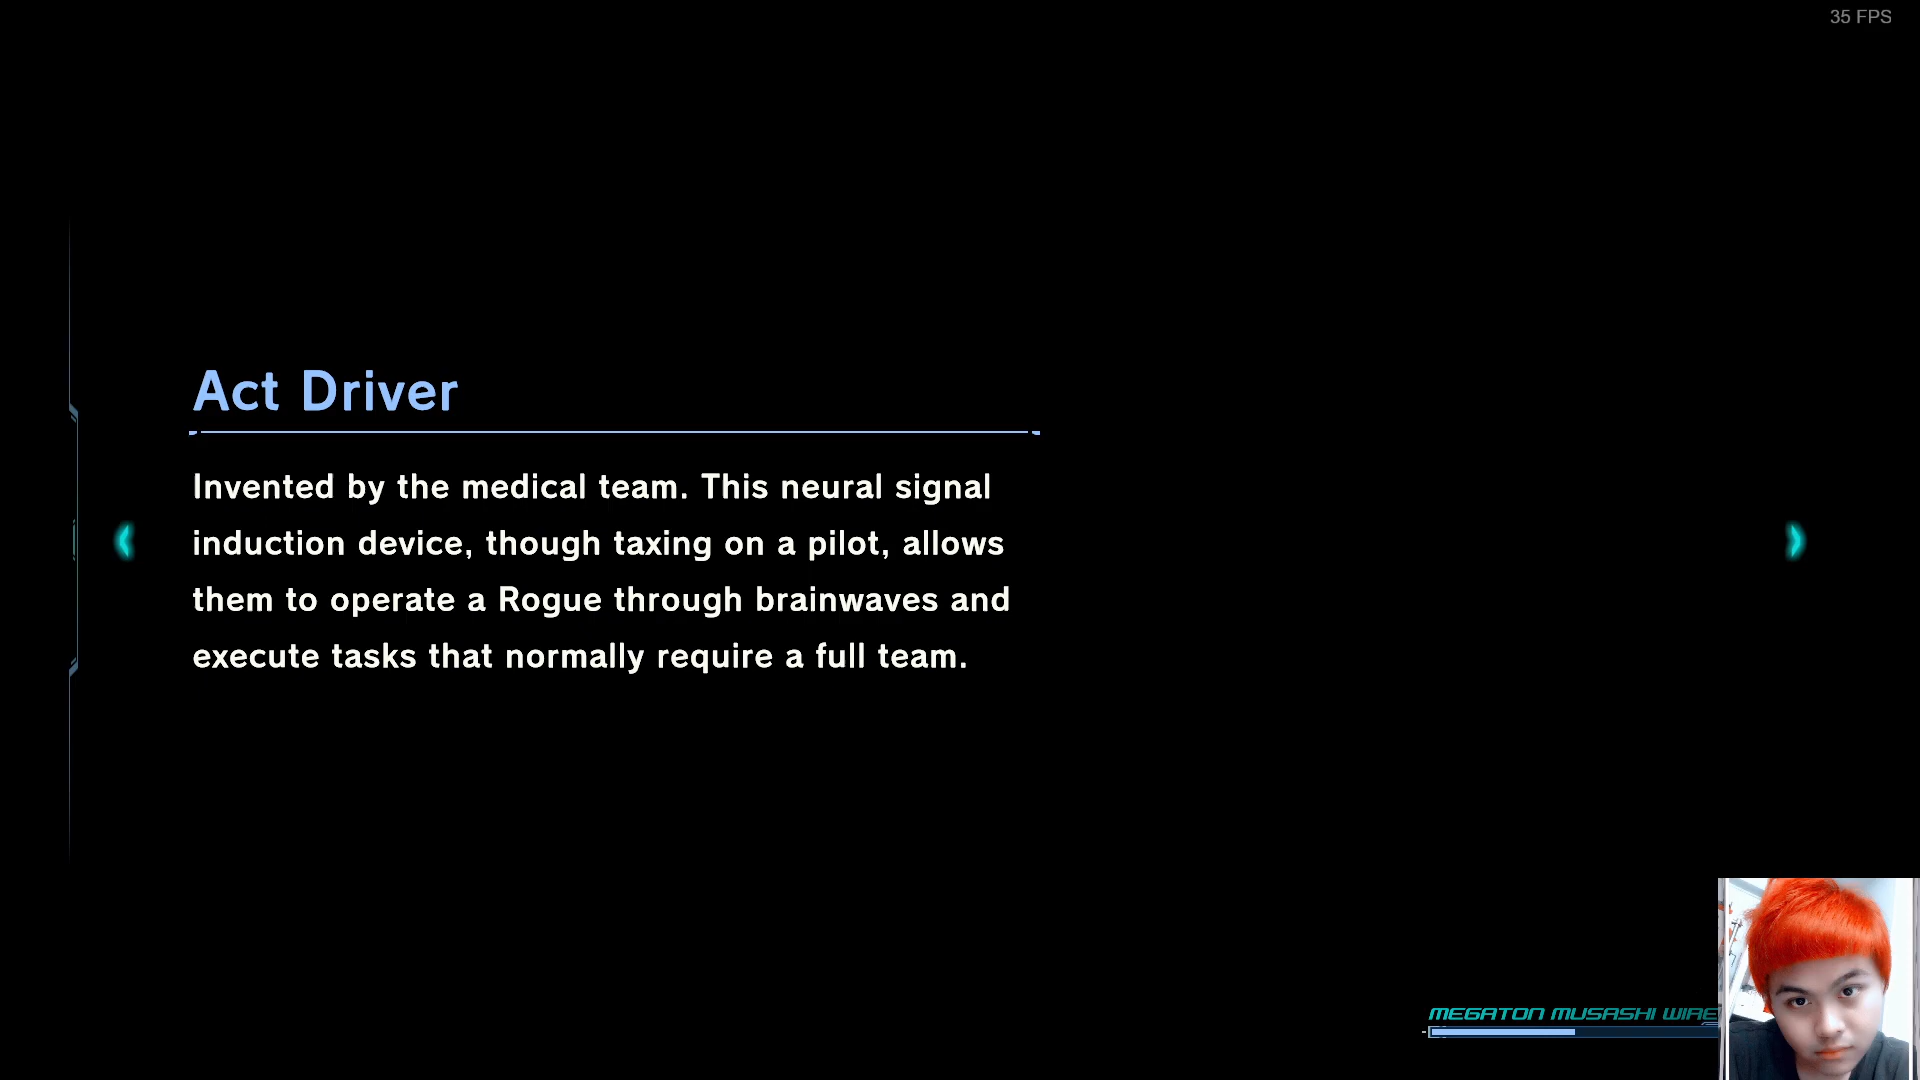 35 FPS
Act Driver
Invented by the medical team. This neural signal
induction device, though taxing on a pilot, allows
them to operate a Rogue through brainwaves and
execute tasks that normally require a full team.
MEGATON MUSASHI WIRE